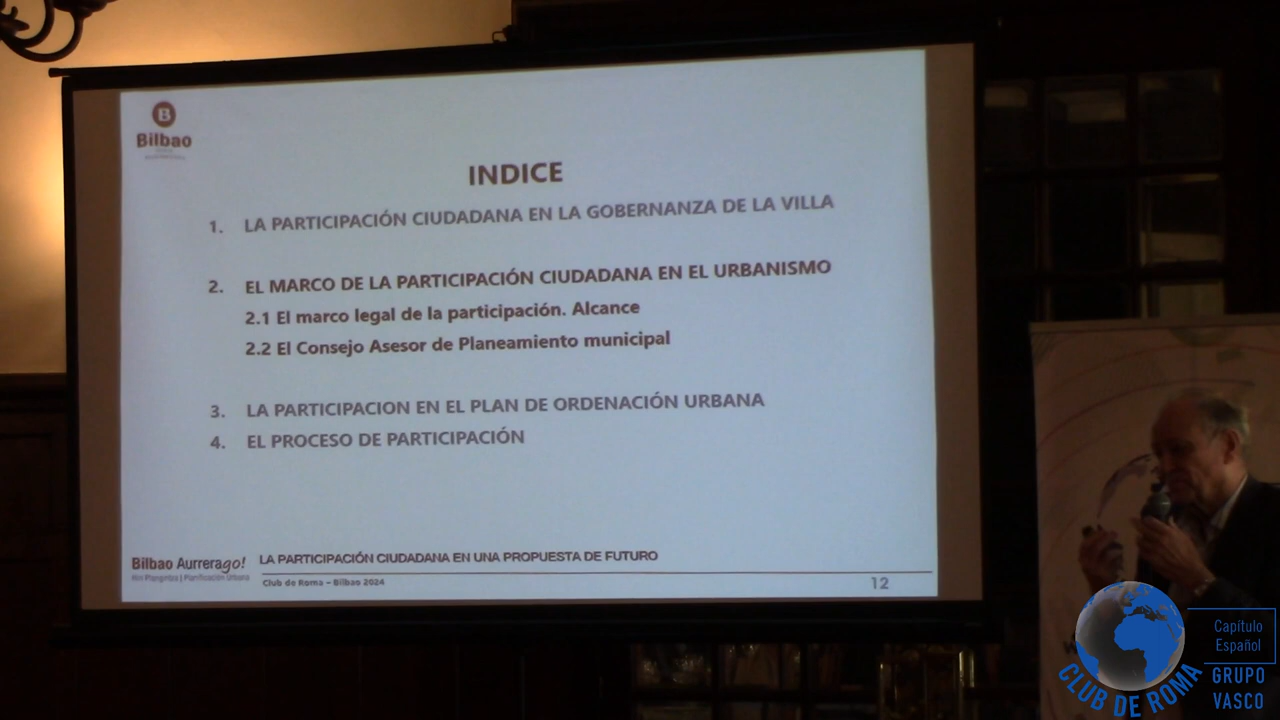 B
Bilbao
INDICE
1. LA PARTICIPACIÓN CIUDADANA EN LA GOBERNANZA DE LA VILLA
2. EL MARCO DE LA PARTICIPACIÓN CIUDADANA EN EL URBANISMO
2.1 El marco legal de la participación. Alcance
2.2 El Consejo Asesor de Planeamiento municipal
3. LA PARTICIPACION EN EL PLAN DE ORDENACIÓN URBANA
4. EL PROCESO DE PARTICIPACIÓN
Bilbao Aurrerago!
Hiri Plangintza | Planificación Urbana
LA PARTICIPACIÓN CIUDADANA EN UNA PROPUESTA DE FUTURO
Club de Roma – Bilbao 2024
12
CLUB DE ROMA
Capítulo
Español
GRUPO
VASCO